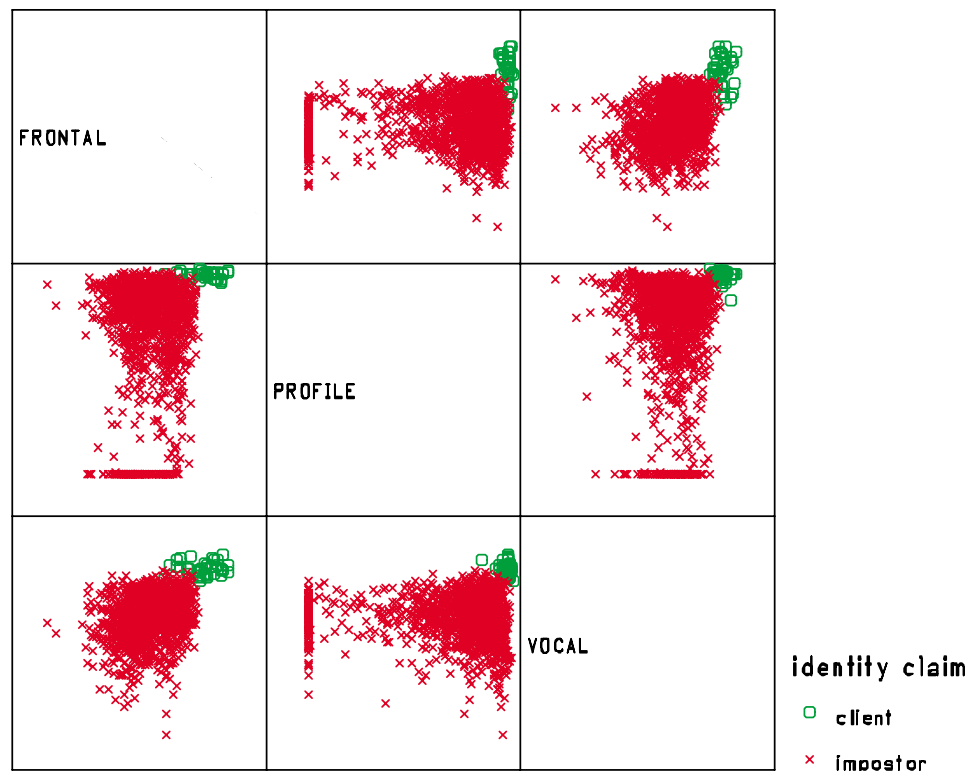 FRONTAL
PROFILE
VOCAL
identity claim
client
impostor